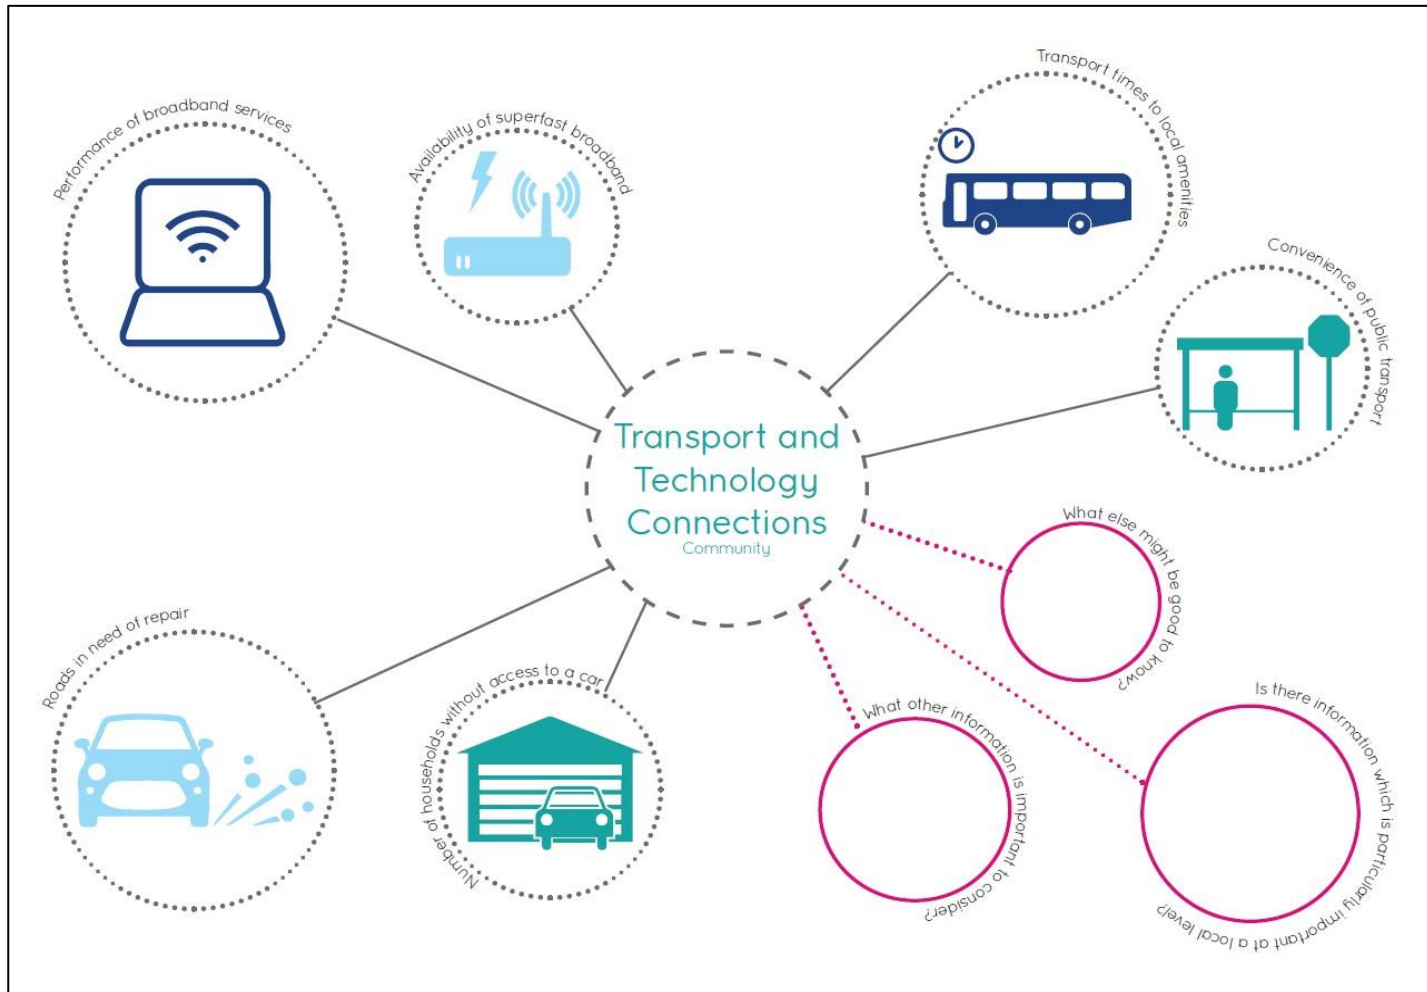 Performance of broadband services
Availability of superfast broadband
Transport times to local amenities
Convenience of public transport
Transport and
Technology
Connections
Community
What else might be good to know?
Roads in need of repair
Number of households without access to a car
What other information is important to consider?
Is there information which is particularly important at a local level?